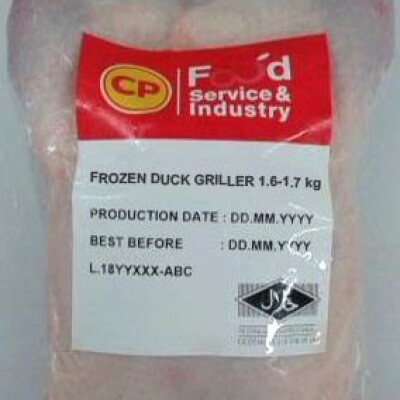 CP
Food
Service &
Industry
FROZEN DUCK GRILLER 1.6-1.7 kg
PRODUCTION DATE : DD.MM.YYYY
BEST BEFORE : DD.MM.YYYY
L.18YYXXX-ABC